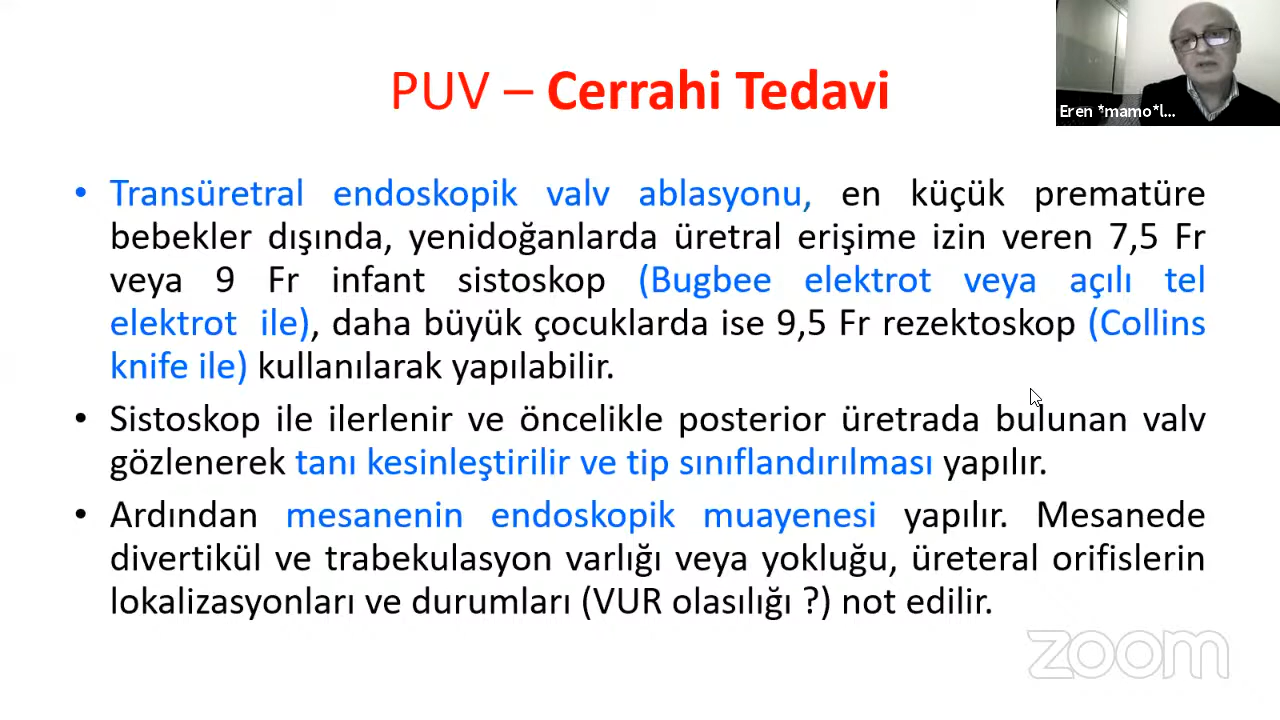 PUV – Cerrahi Tedavi
Eren *mamo*l...
• Transüretral endoskopik valv ablasyonu, en küçük prematüre
bebekler dışında, yenidoğanlarda üretral erişime izin veren 7,5 Fr
veya 9 Fr infant sistoskop (Bugbee elektrot veya açılı tel
elektrot ile), daha büyük çocuklarda ise 9,5 Fr rezektoskop (Collins
knife ile) kullanılarak yapılabilir.
• Sistoskop ile ilerlenir ve öncelikle posterior üretrada bulunan valv
gözlenerek tanı kesinleştirilir ve tip sınıflandırılması yapılır.
• Ardından mesanenin endoskopik muayenesi yapılır. Mesanede
divertikül ve trabekulasyon varlığı veya yokluğu, üreteral orifislerin
lokalizasyonları ve durumları (VUR olasılığı ?) not edilir.
zoom